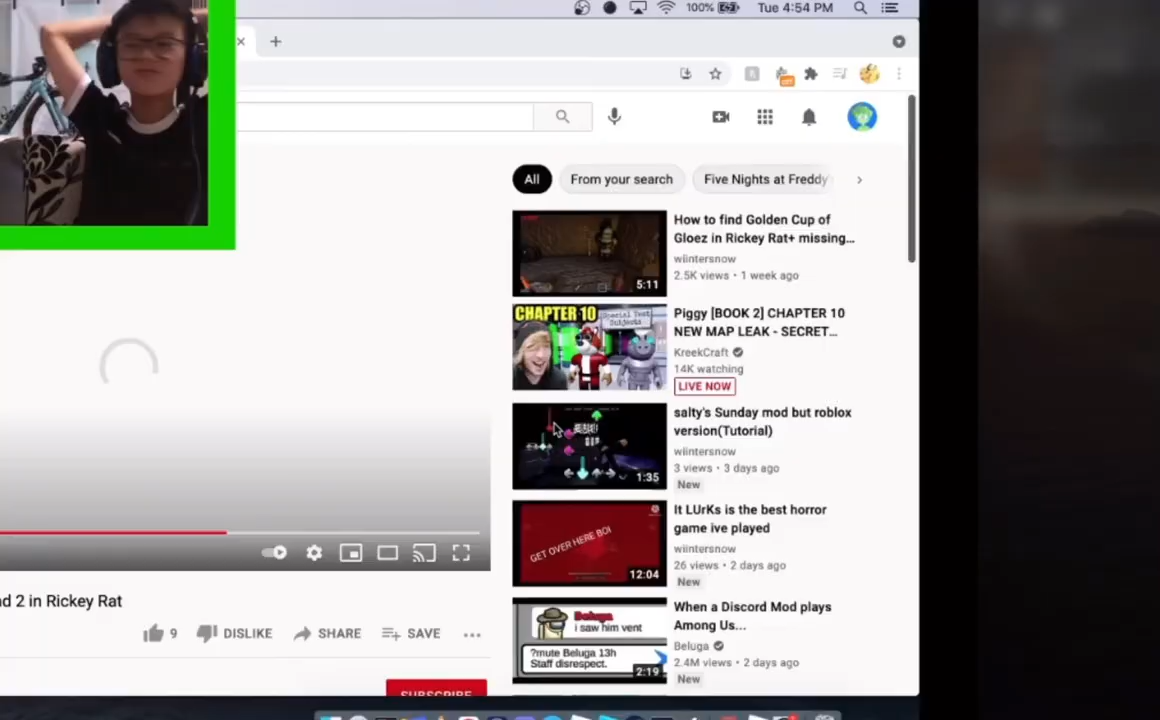 100% Tue 4:54 PM
All From your search Five Nights at Freddy'
How to find Golden Cup of
Gloez in Rickey Rat+ missing...
wiintersnow
2.5K views • 1 week ago
5:11
CHAPTER 10
Special Test
Subjects
Piggy [BOOK 2] CHAPTER 10
NEW MAP LEAK - SECRET...
KreekCraft
14K watching
LIVE NOW
salty's Sunday mod but roblox
version(Tutorial)
wiintersnow
3 views • 3 days ago
New
1:35
It LUrKs is the best horror
game ive played
wiintersnow
26 views • 2 days ago
New
GET OVER HERE BOI
12:04
When a Discord Mod plays
Among Us...
Beluga
2.4M views • 2 days ago
New
Beluga
i saw him vent
?mute Beluga 13h
Staff disrespect.
2:19
d 2 in Rickey Rat
9 DISLIKE SHARE SAVE
SUBSCRIBE